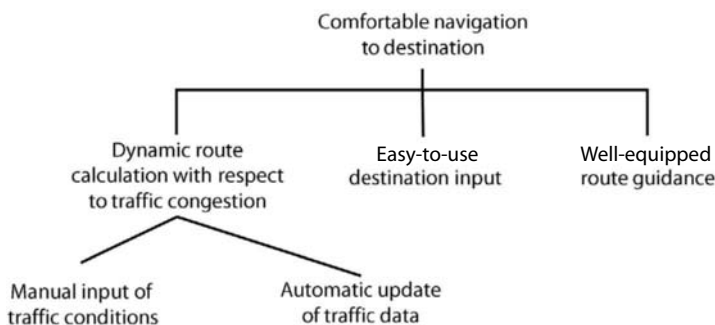 Comfortable navigation
to destination
Dynamic route
calculation with respect
to traffic congestion
Easy-to-use
destination input
Well-equipped
route guidance
Manual input of
traffic conditions
Automatic update
of traffic data